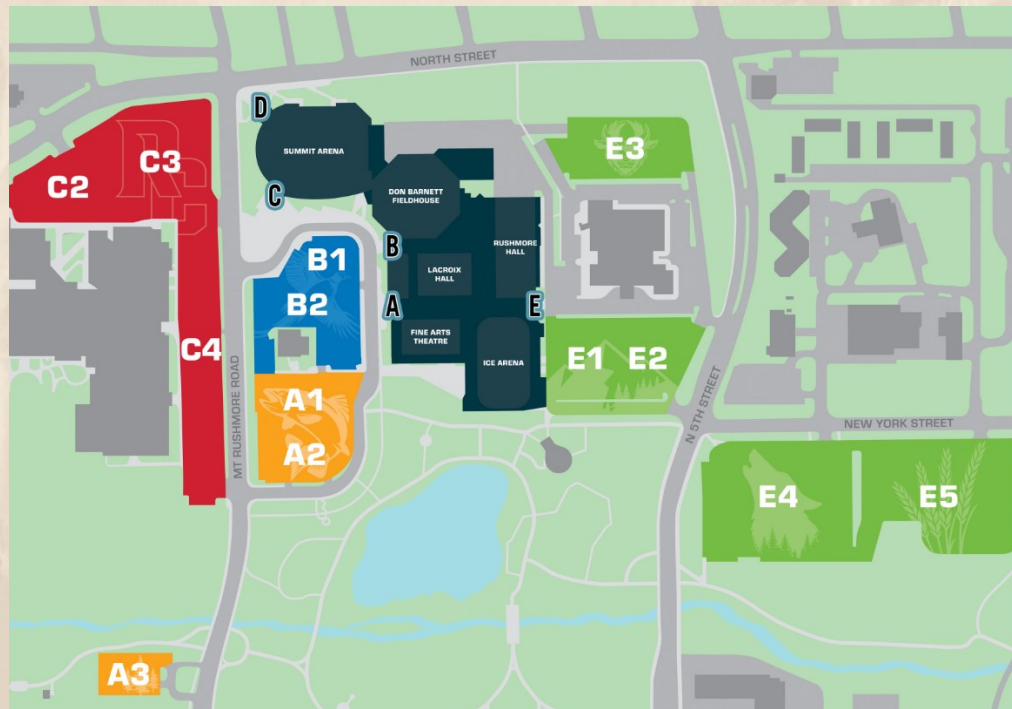 NORTH STREET
D
SUMMIT ARENA
C
DON BARNETT
FIELDHOUSE
B
RUSHMORE
HALL
LACROIX
HALL
A
FINE ARTS
THEATRE
E
ICE ARENA
C2
C3
RC
C4
MT RUSHMORE ROAD
B1
B2
A1
A2
A3
E3
E1
E2
N 5TH STREET
NEW YORK STREET
E4
E5